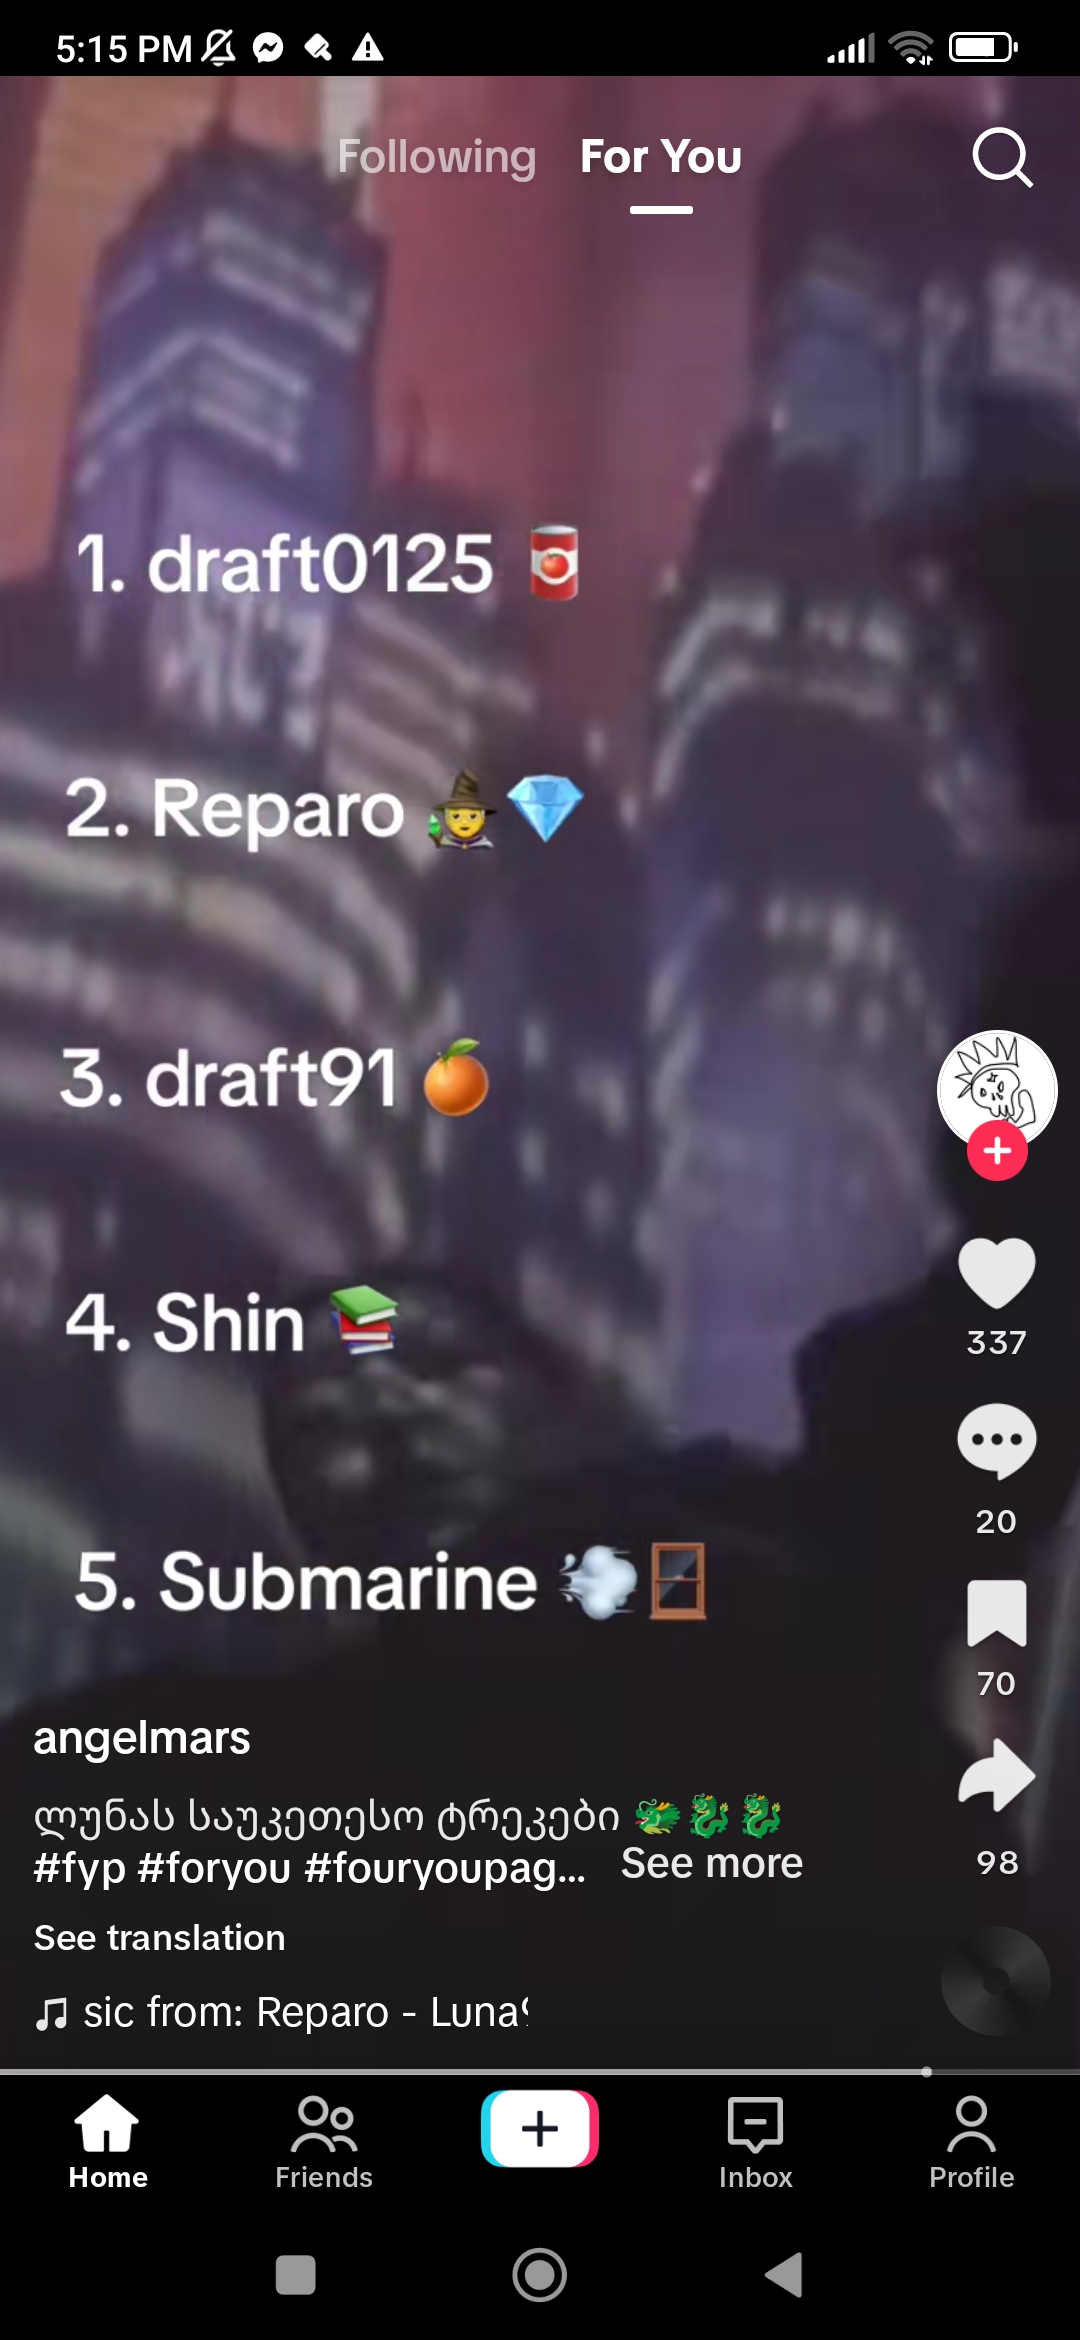 5:15 PM
Following For You
1. draft0125
2. Reparo
3. draft91
4. Shin
5. Submarine
337
20
70
98
angelmars
ლუნას საუკეთესო ტრეკები 🐲🐉🐉
#fyp #foryou #fouryoupag... See more
See translation
sic from: Reparo - Luna9
Home Friends Inbox Profile